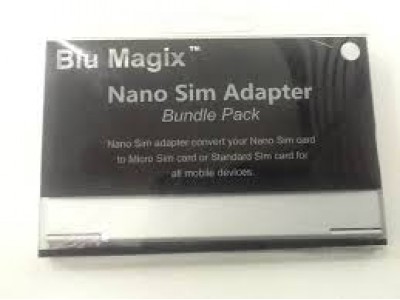 Blu Magix™
Nano Sim Adapter
Bundle Pack
Nano Sim adapter convert your Nano Sim card
to Micro Sim card or Standard Sim card for
all mobile devices.